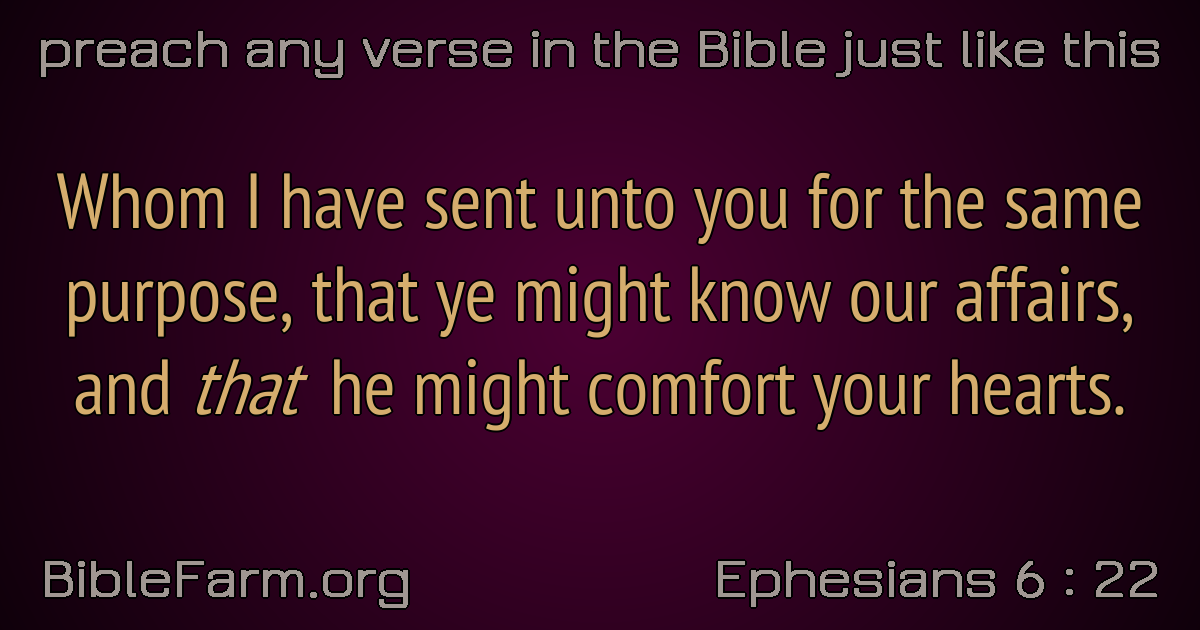 preach any verse in the Bible just like this
Whom I have sent unto you for the same
purpose, that ye might know our affairs,
and that he might comfort your hearts.
BibleFarm.org
Ephesians 6 : 22